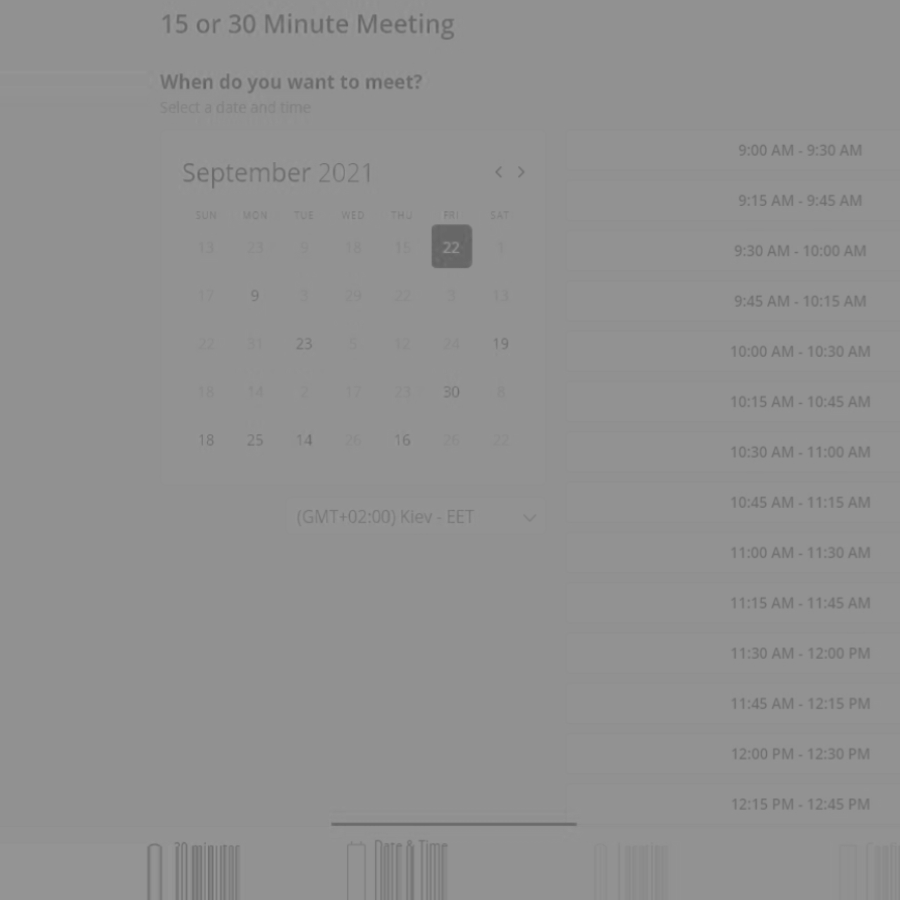 15 or 30 Minute Meeting
When do you want to meet?
Select a date and time
September 2021
SUN MON TUE WED THU FRI SAT
13 23 9 18 15 22 1
17 9 3 29 22 3 13
22 31 23 5 12 24 19
18 14 2 17 23 30 8
18 25 14 26 16 26 22
(GMT+02:00) Kiev - EET
9:00 AM - 9:30 AM
9:15 AM - 9:45 AM
9:30 AM - 10:00 AM
9:45 AM - 10:15 AM
10:00 AM - 10:30 AM
10:15 AM - 10:45 AM
10:30 AM - 11:00 AM
10:45 AM - 11:15 AM
11:00 AM - 11:30 AM
11:15 AM - 11:45 AM
11:30 AM - 12:00 PM
11:45 AM - 12:15 PM
12:00 PM - 12:30 PM
12:15 PM - 12:45 PM
30 minutes
Date & Time